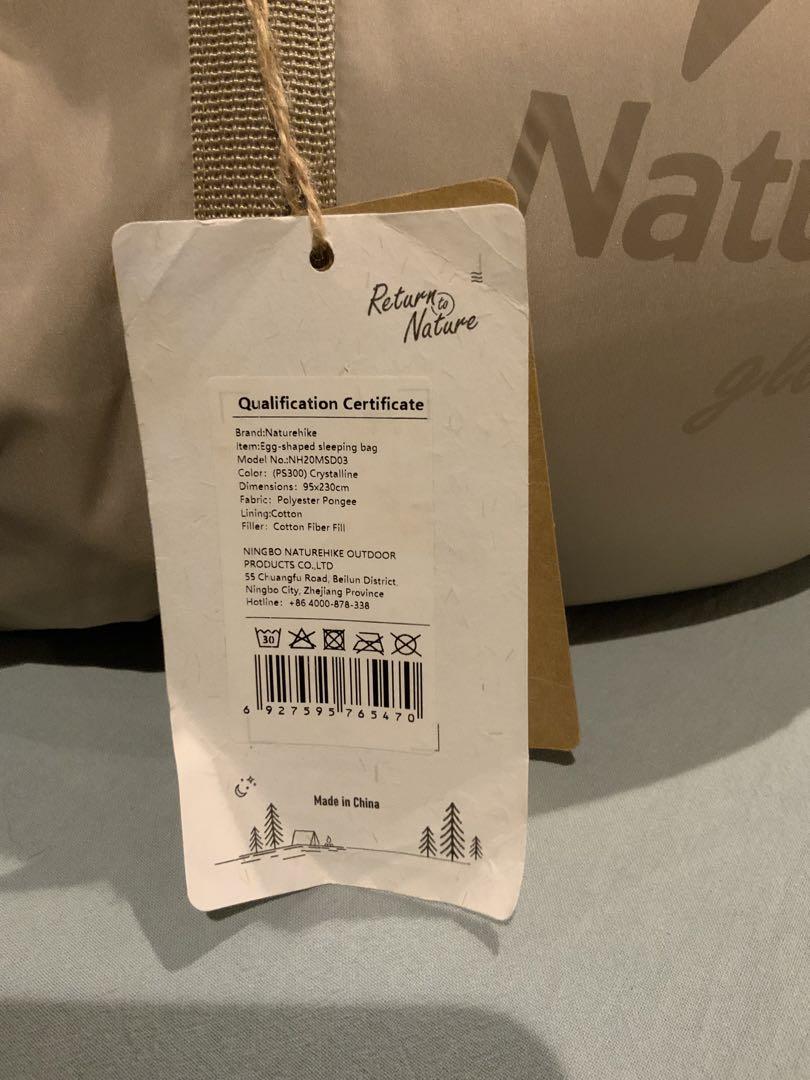 Natu
gl
Return to
Nature
Qualification Certificate
Brand:Naturehike
Item:Egg-shaped sleeping bag
Model No.:NH20MSD03
Color: (PS300) Crystalline
Dimensions: 95x230cm
Fabric: Polyester Pongee
Lining:Cotton
Filler: Cotton Fiber Fill
NINGBO NATUREHIKE OUTDOOR
PRODUCTS CO.,LTD
55 Chuangfu Road, Beilun District,
Ningbo City, Zhejiang Province
Hotline: +86 4000-878-338
30
6 927595 765470
Made in China